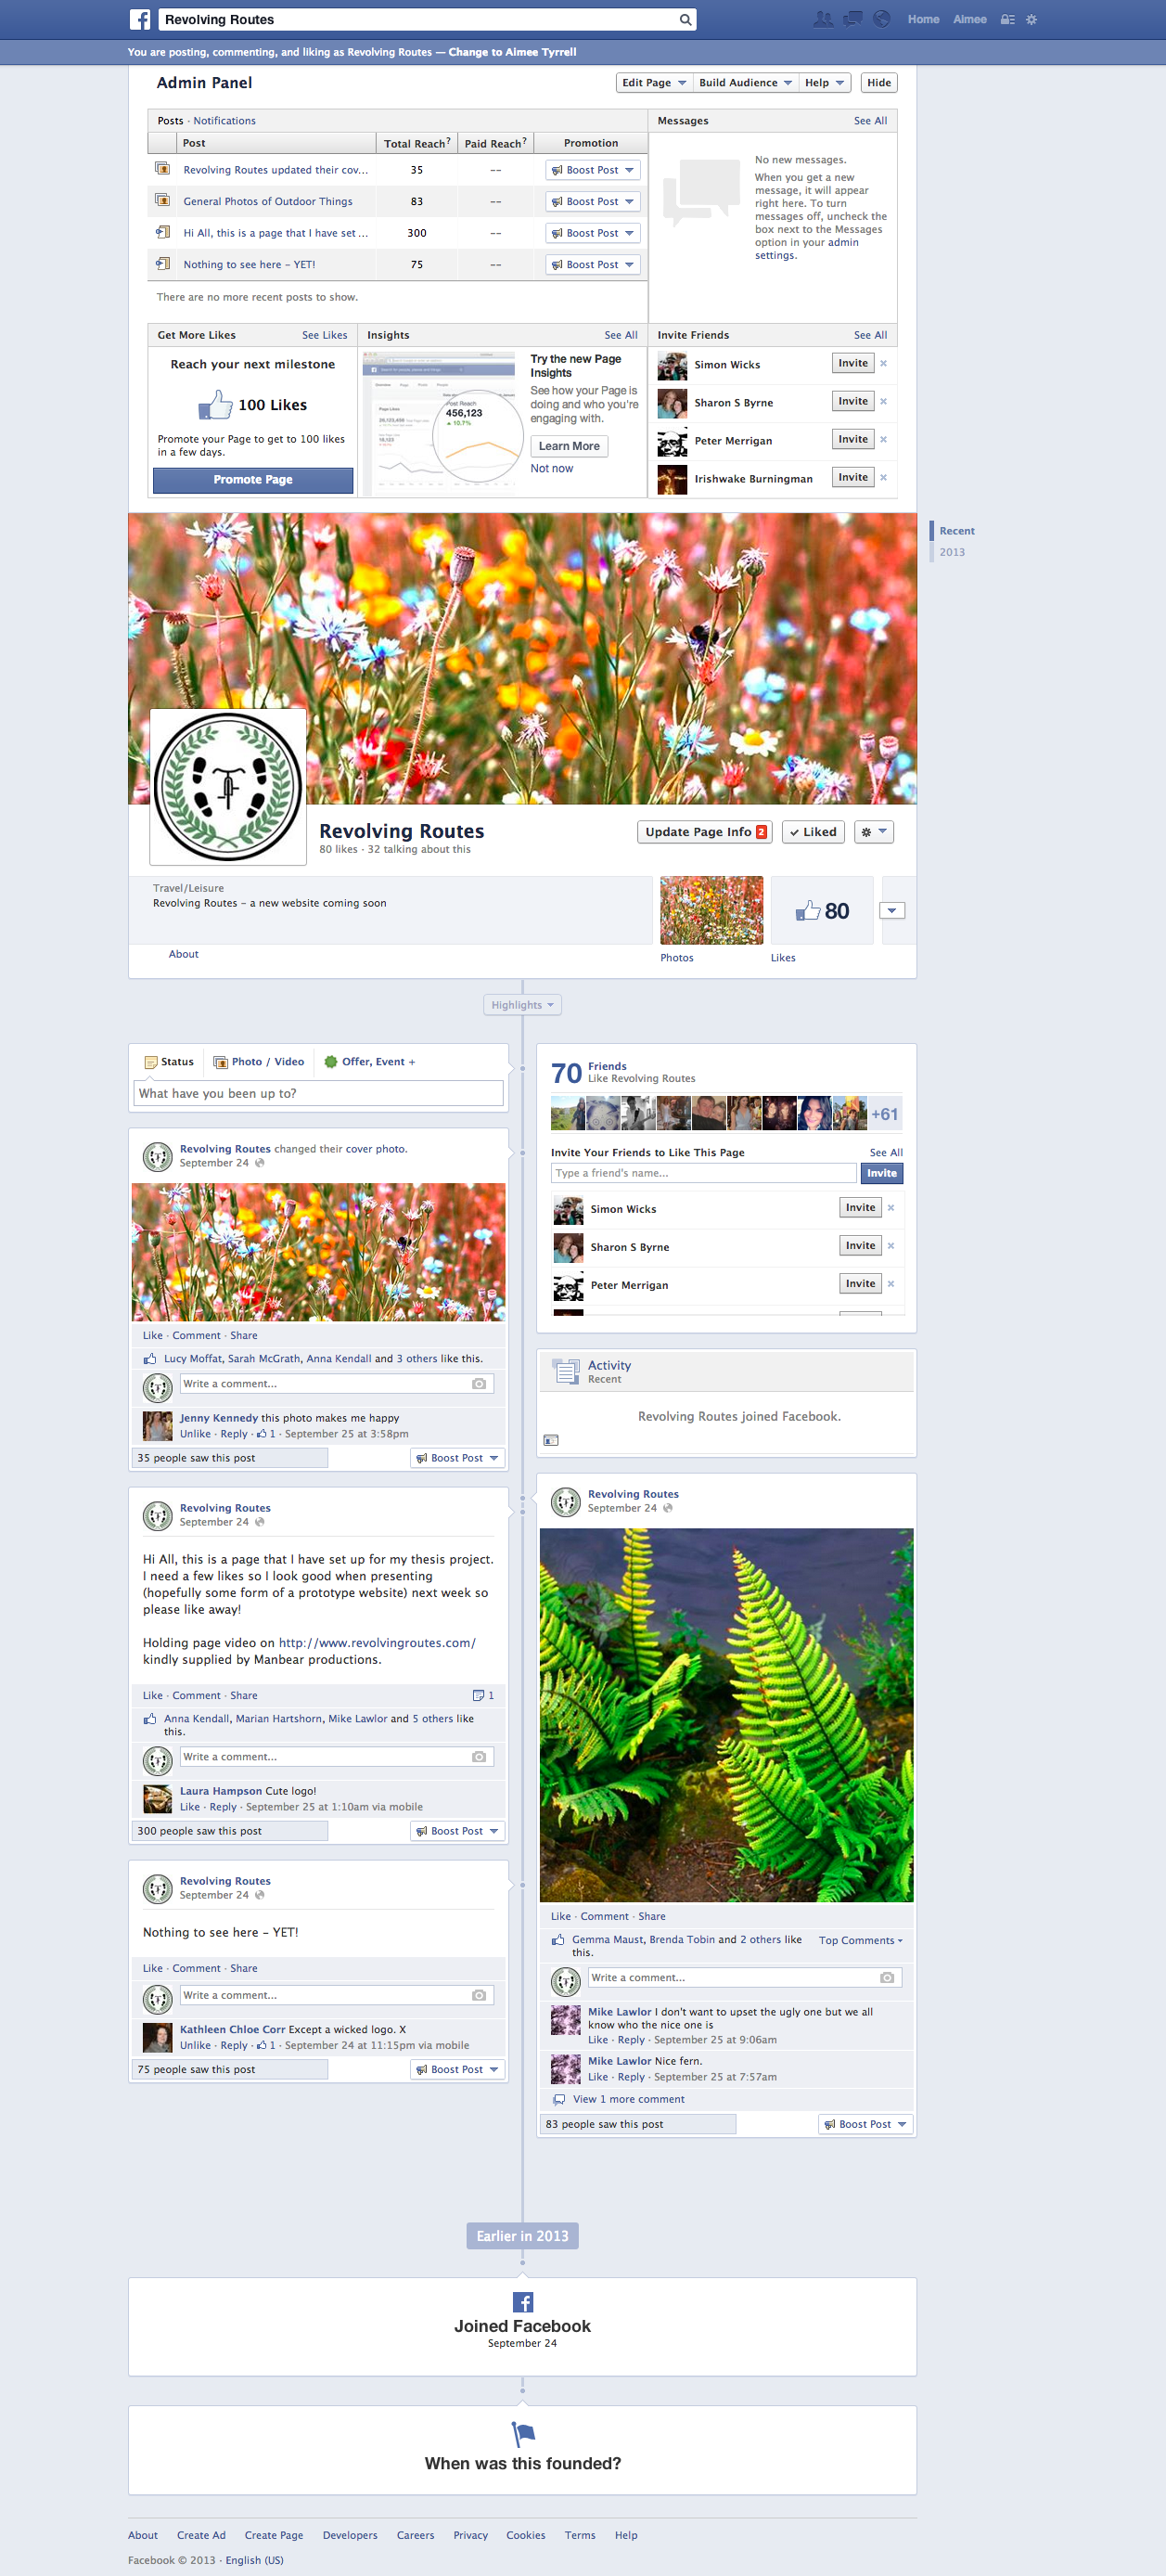 Revolving Routes
Home Aimee
You are posting, commenting, and liking as Revolving Routes — Change to Aimee Tyrrell
Admin Panel
Edit Page Build Audience Help Hide
Posts · Notifications
Post Total Reach? Paid Reach? Promotion
Revolving Routes updated their cov... 35 -- Boost Post
General Photos of Outdoor Things 83 -- Boost Post
Hi All, this is a page that I have set ... 300 -- Boost Post
Nothing to see here – YET! 75 -- Boost Post
There are no more recent posts to show.
Messages See All
No new messages.
When you get a new
message, it will appear
right here. To turn
messages off, uncheck the
box next to the Messages
option in your admin
settings.
Get More Likes See Likes
Reach your next milestone
100 Likes
Promote your Page to get to 100 likes
in a few days.
Promote Page
Insights See All
Post Reach
456,123
10.7%
Try the new Page
Insights
See how your Page is
doing and who you're
engaging with.
Learn More
Not now
Invite Friends See All
Simon Wicks Invite
Sharon S Byrne Invite
Peter Merrigan Invite
Irishwake Burningman Invite
Recent
2013
Revolving Routes
80 likes · 32 talking about this
Update Page Info 2 Liked
Travel/Leisure
Revolving Routes – a new website coming soon
About
80
Photos Likes
Highlights
Status Photo / Video Offer, Event +
What have you been up to?
Revolving Routes changed their cover photo.
September 24
Like · Comment · Share
Lucy Moffat, Sarah McGrath, Anna Kendall and 3 others like this.
Write a comment...
Jenny Kennedy this photo makes me happy
Unlike · Reply · 1 · September 25 at 3:58pm
35 people saw this post Boost Post
Revolving Routes
September 24
Hi All, this is a page that I have set up for my thesis project.
I need a few likes so I look good when presenting
(hopefully some form of a prototype website) next week so
please like away!
Holding page video on http://www.revolvingroutes.com/
kindly supplied by Manbear productions.
Like · Comment · Share 1
Anna Kendall, Marian Hartshorn, Mike Lawlor and 5 others like
this.
Write a comment...
Laura Hampson Cute logo!
Like · Reply · September 25 at 1:10am via mobile
300 people saw this post Boost Post
Revolving Routes
September 24
Nothing to see here – YET!
Like · Comment · Share
Write a comment...
Kathleen Chloe Corr Except a wicked logo. X
Unlike · Reply · 1 · September 24 at 11:15pm via mobile
75 people saw this post Boost Post
70 Friends
Like Revolving Routes
+61
Invite Your Friends to Like This Page See All
Type a friend's name... Invite
Simon Wicks Invite
Sharon S Byrne Invite
Peter Merrigan Invite
Activity
Recent
Revolving Routes joined Facebook.
Revolving Routes
September 24
Like · Comment · Share
Gemma Maust, Brenda Tobin and 2 others like
this.
Top Comments
Write a comment...
Mike Lawlor I don't want to upset the ugly one but we all
know who the nice one is
Like · Reply · September 25 at 9:06am
Mike Lawlor Nice fern.
Like · Reply · September 25 at 7:57am
View 1 more comment
83 people saw this post Boost Post
Earlier in 2013
Joined Facebook
September 24
When was this founded?
About Create Ad Create Page Developers Careers Privacy Cookies Terms Help
Facebook © 2013 · English (US)